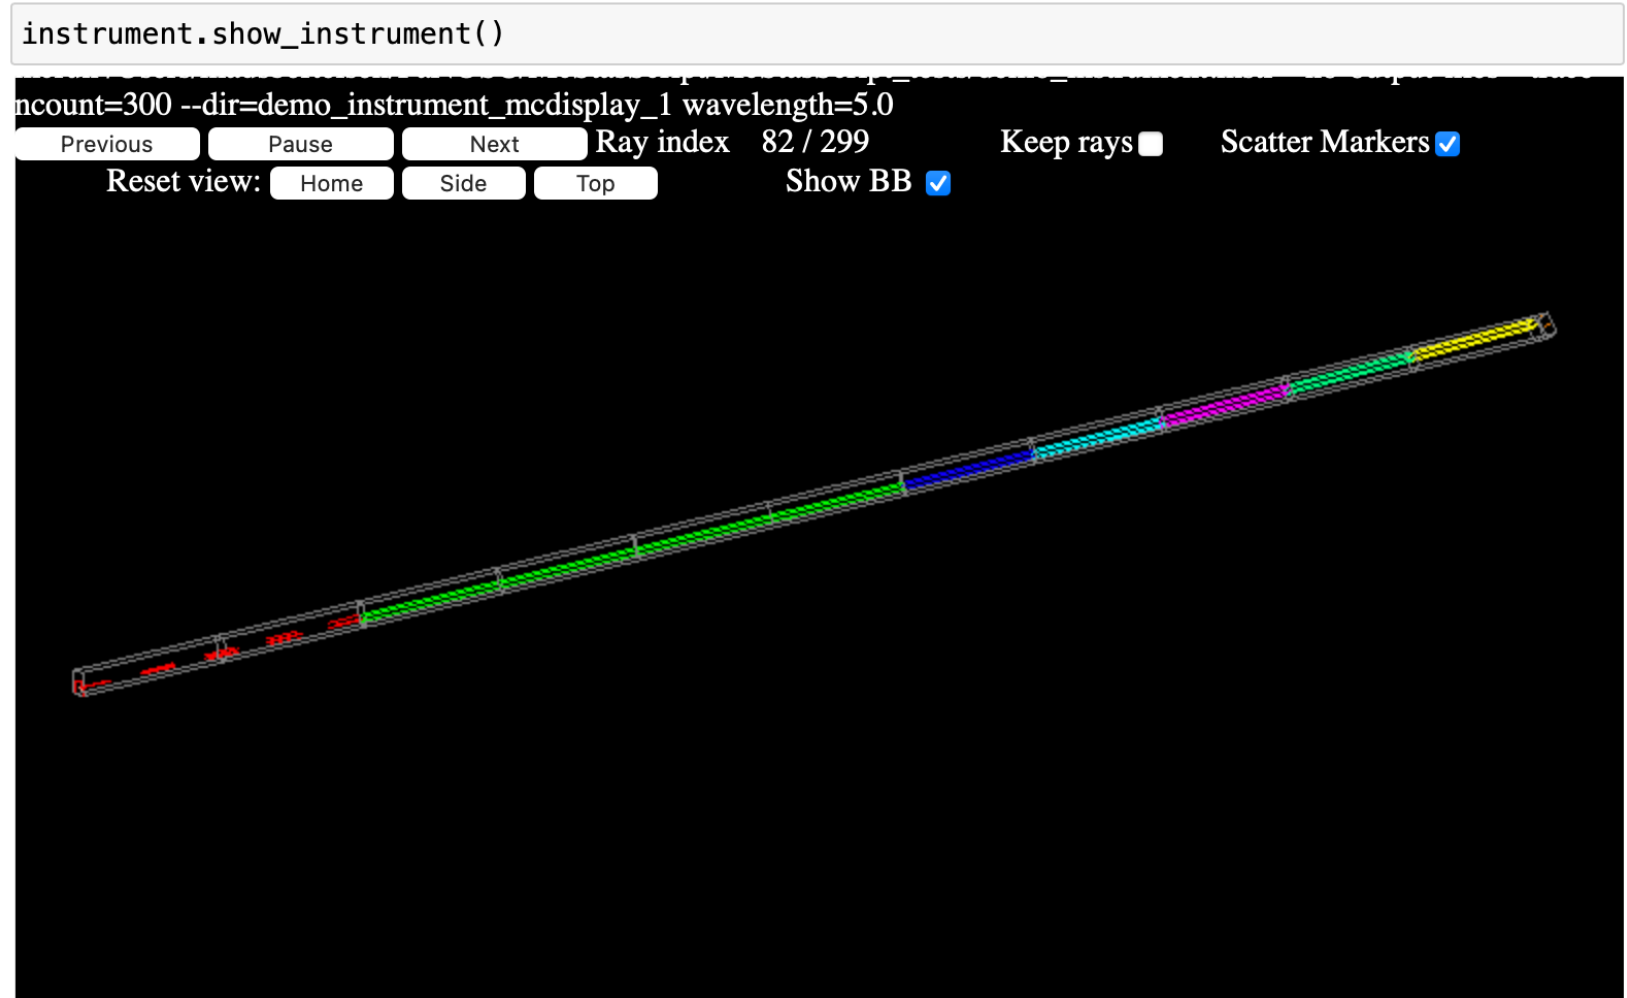 instrument.show_instrument()
ncount=300 --dir=demo_instrument_mcdisplay_1 wavelength=5.0
Previous Pause Next Ray index 82 / 299 Keep rays Scatter Markers
Reset view: Home Side Top Show BB